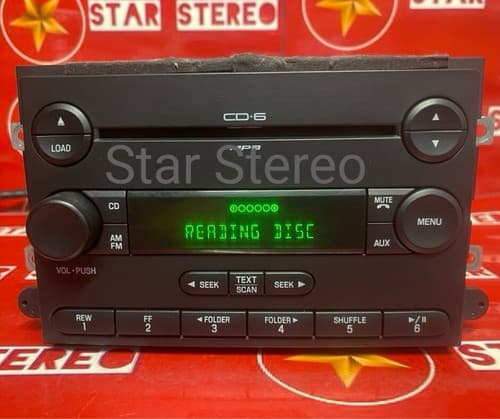 STAR STEREO
STAR STEREO
CD·6
MP3
Star Stereo
LOAD
CD
AM
FM
VOL·PUSH
READING DISC
MUTE
AUX
MENU
SEEK
TEXT
SCAN
SEEK
REW
1
FF
2
FOLDER
3
FOLDER
4
SHUFFLE
5
6
STEREO
STAR STEREO